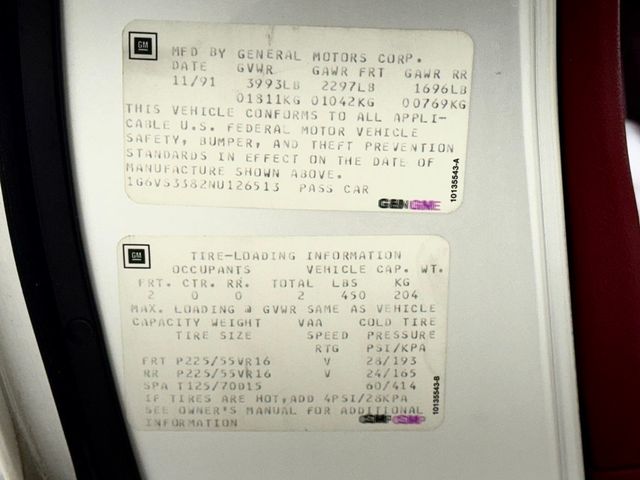 GM
MFD BY GENERAL MOTORS CORP.
DATE GVWR GAWR FRT GAWR RR
11/91 3993LB 2297LB 1696LB
01811KG 01042KG 00769KG
THIS VEHICLE CONFORMS TO ALL APPLI-
CABLE U.S. FEDERAL MOTOR VEHICLE
SAFETY, BUMPER, AND THEFT PREVENTION
STANDARDS IN EFFECT ON THE DATE OF
MANUFACTURE SHOWN ABOVE.
1G6VS3382NU126513 PASS CAR
10135543-A
GM
TIRE-LOADING INFORMATION
OCCUPANTS VEHICLE CAP. WT.
FRT. CTR. RR. TOTAL LBS KG
2 0 0 2 450 204
MAX. LOADING @ GVWR SAME AS VEHICLE
CAPACITY WEIGHT VAA COLD TIRE
TIRE SIZE SPEED PRESSURE
RTG PSI/KPA
FRT P225/55VR16 V 28/193
RR P225/55VR16 V 24/165
SPA T125/70D15 60/414
IF TIRES ARE HOT,ADD 4PSI/28KPA
SEE OWNER'S MANUAL FOR ADDITIONAL
INFORMATION
10135543-B